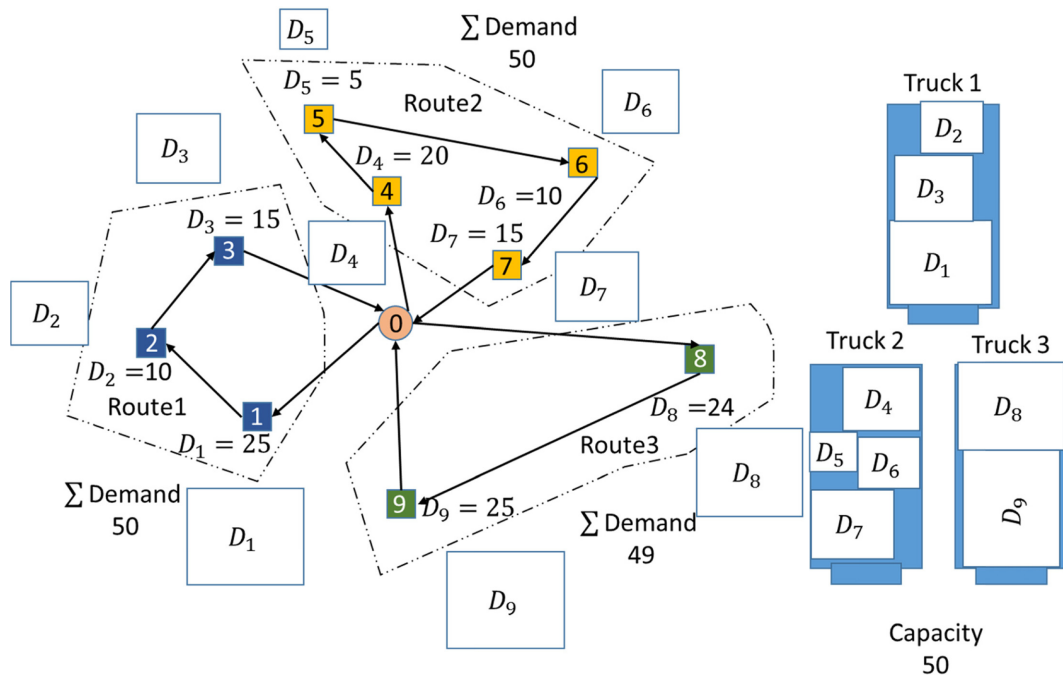 D₅
∑ Demand
50
D₅ = 5
Route2
D₆
Truck 1
D₂
5
D₃
D₄ = 20
6
D₃
4
D₆ =10
D₃ = 15
D₇ = 15
3
D₄
7
D₁
D₇
D₂
0
2
Truck 2
Truck 3
8
D₂ =10
D₄
D₈
Route1
1
D₈ =24
D₁ = 25
Route3
D₅
D₆
D₈
∑ Demand
50
9
D₉ = 25
D₉
∑ Demand
49
D₇
D₁
D₉
Capacity
50